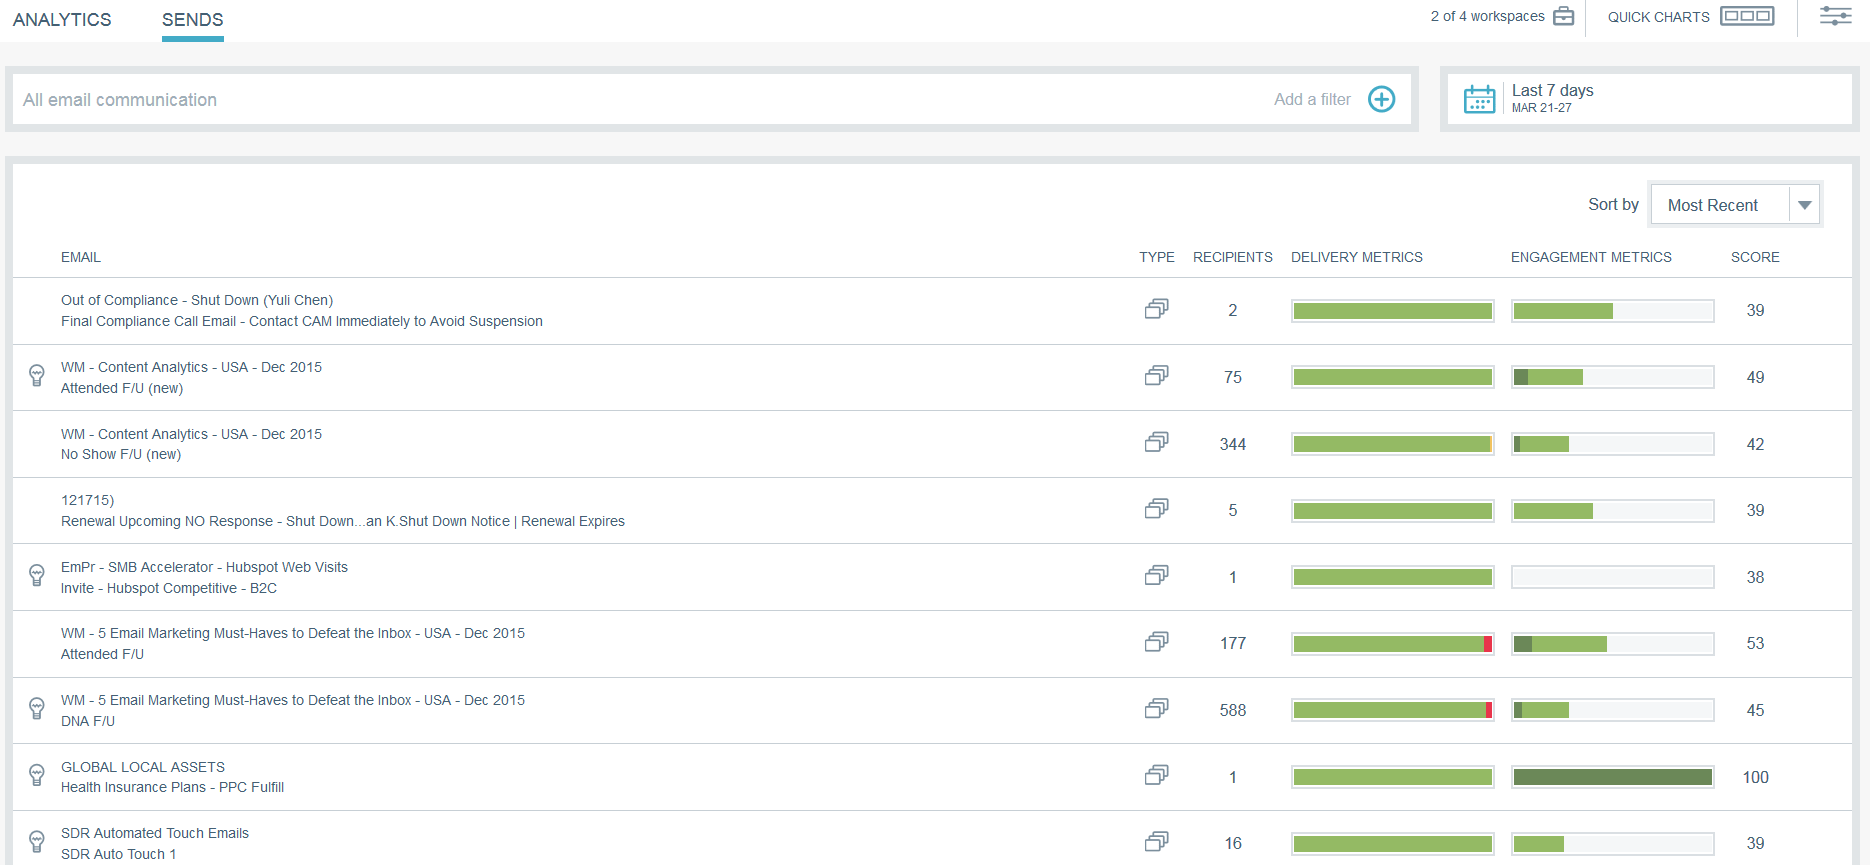 ANALYTICS SENDS 2 of 4 workspaces QUICK CHARTS
All email communication Add a filter Last 7 days
MAR 21-27
Sort by Most Recent
EMAIL TYPE RECIPIENTS DELIVERY METRICS ENGAGEMENT METRICS SCORE
Out of Compliance - Shut Down (Yuli Chen)
Final Compliance Call Email - Contact CAM Immediately to Avoid Suspension
2 39
WM - Content Analytics - USA - Dec 2015
Attended F/U (new)
75 49
WM - Content Analytics - USA - Dec 2015
No Show F/U (new)
344 42
121715)
Renewal Upcoming NO Response - Shut Down...an K.Shut Down Notice | Renewal Expires
5 39
EmPr - SMB Accelerator - Hubspot Web Visits
Invite - Hubspot Competitive - B2C
1 38
WM - 5 Email Marketing Must-Haves to Defeat the Inbox - USA - Dec 2015
Attended F/U
177 53
WM - 5 Email Marketing Must-Haves to Defeat the Inbox - USA - Dec 2015
DNA F/U
588 45
GLOBAL LOCAL ASSETS
Health Insurance Plans - PPC Fulfill
1 100
SDR Automated Touch Emails
SDR Auto Touch 1
16 39